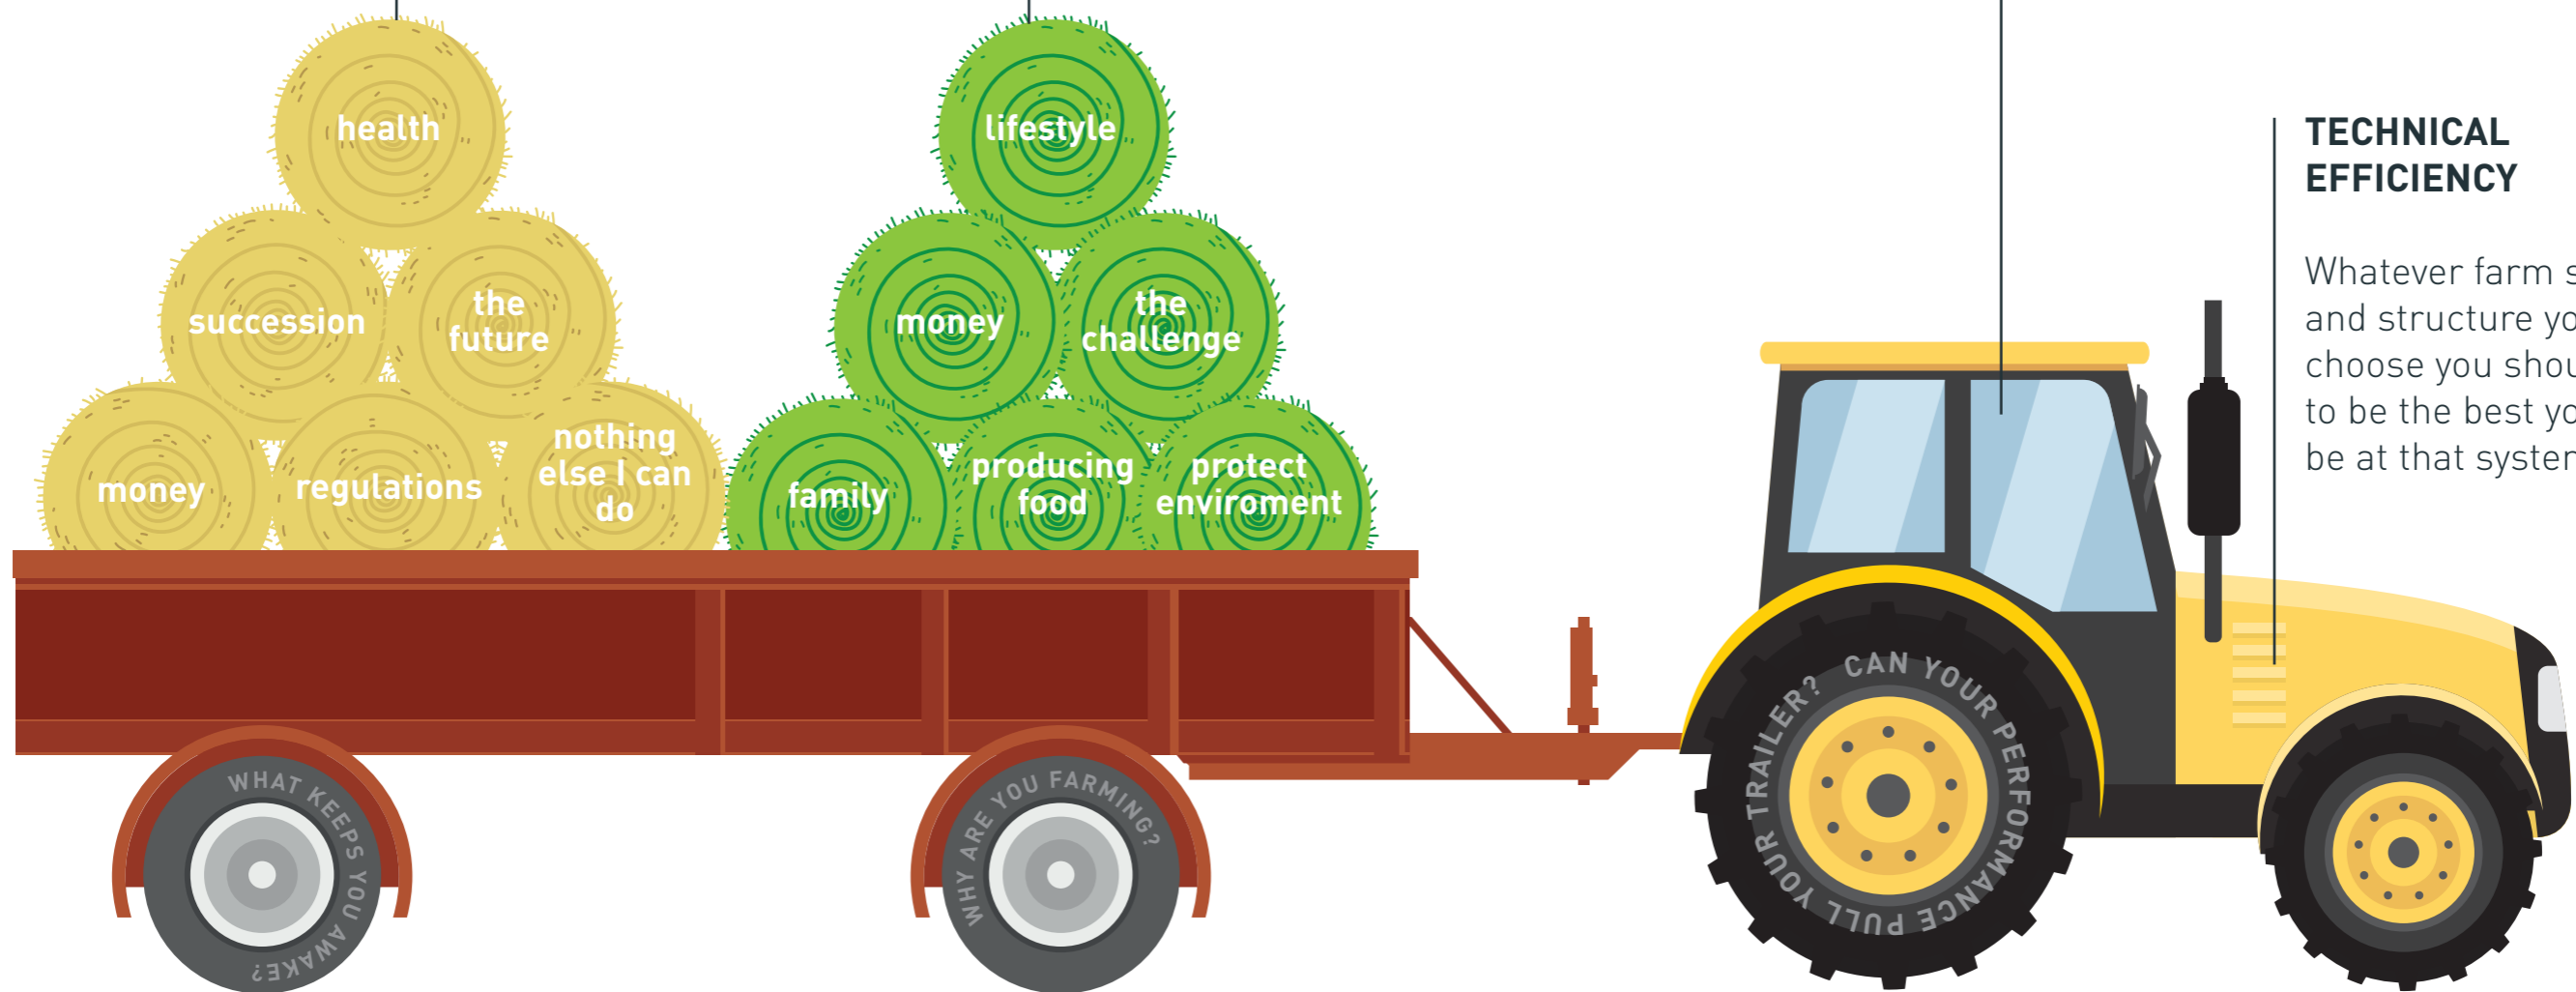 health
lifestyle
TECHNICAL
EFFICIENCY
Whatever farm s
and structure yo
choose you shou
to be the best yo
be at that system
succession
the
future
money
the
challenge
money
regulations
nothing
else I can
do
family
producing
food
protect
enviroment
WHAT KEEPS YOU AWAKE?
WHY ARE YOU FARMING?
CAN YOUR PERFORMANCE PULL YOUR TRAILER?